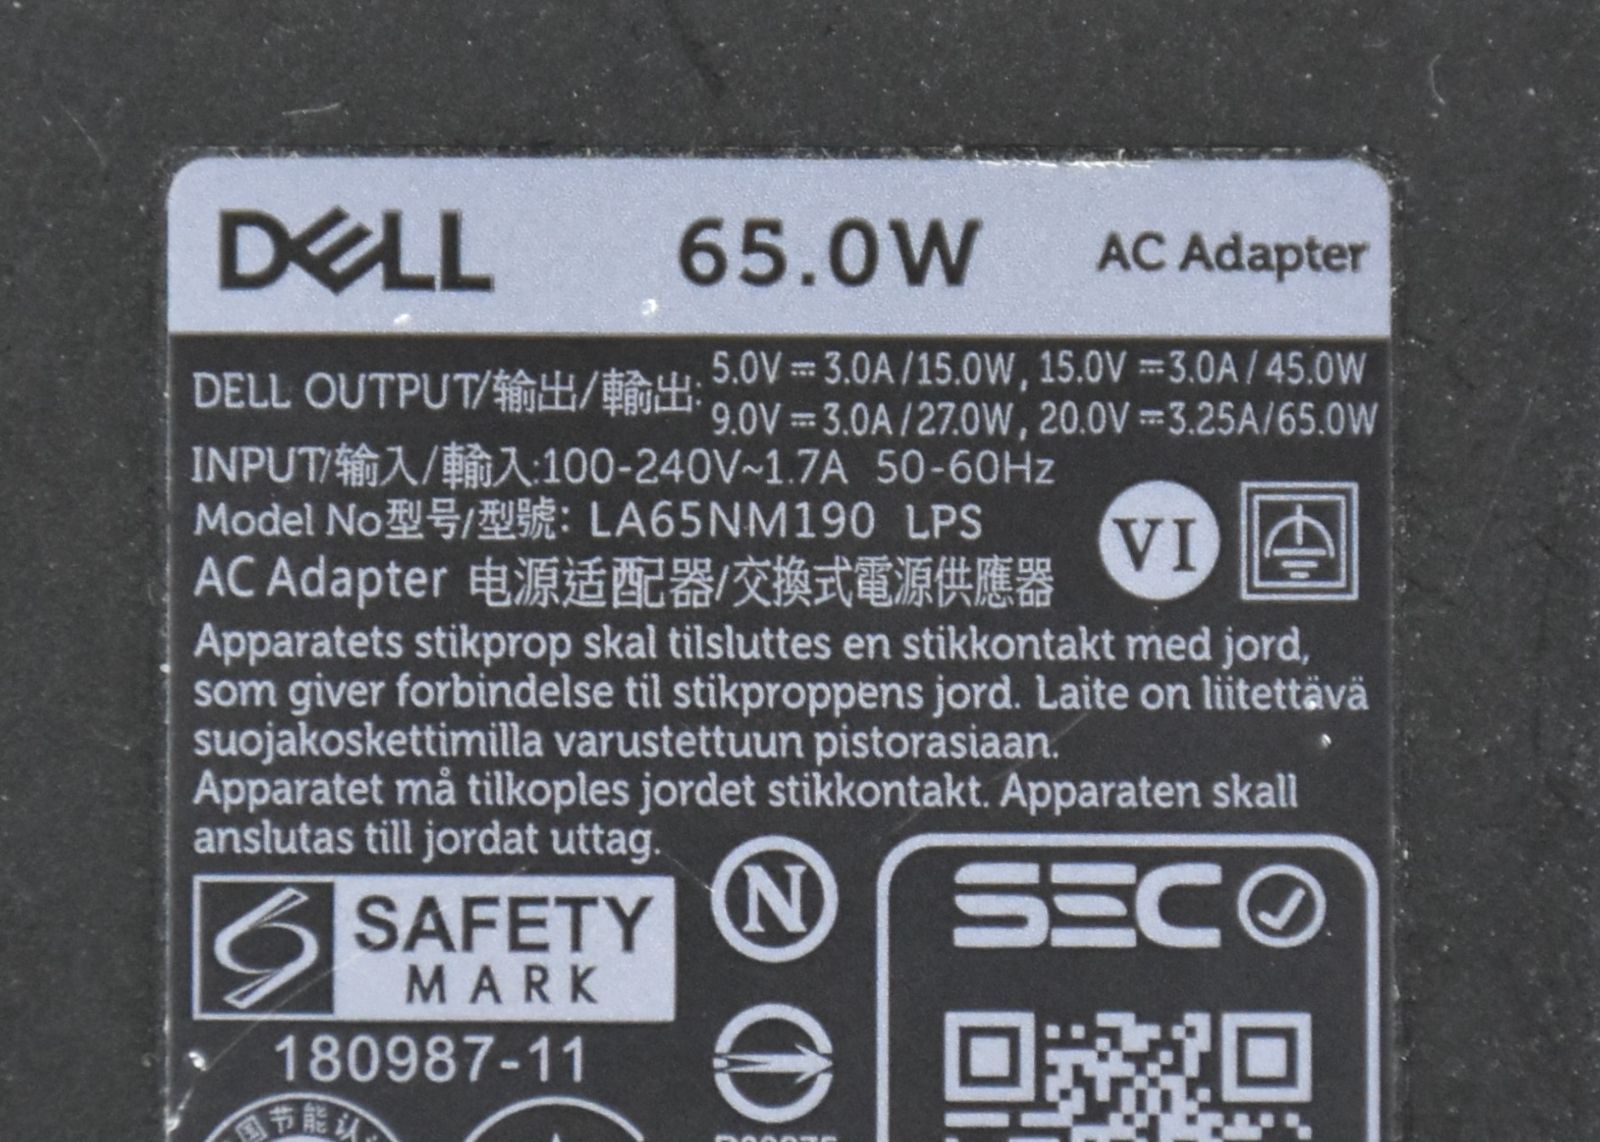 DELL 65.0W AC Adapter
DELL OUTPUT/输出/輸出: 5.0V⎓3.0A/15.0W, 15.0V⎓3.0A/45.0W
9.0V⎓3.0A/27.0W, 20.0V⎓3.25A/65.0W
INPUT/输入/輸入:100-240V~1.7A 50-60Hz
Model No型号/型號: LA65NM190 LPS
VI
AC Adapter 电源适配器/交換式電源供應器
Apparatets stikprop skal tilsluttes en stikkontakt med jord,
som giver forbindelse til stikproppens jord. Laite on liitettävä
suojakoskettimilla varustettuun pistorasiaan.
Apparatet må tilkoples jordet stikkontakt. Apparaten skall
anslutas till jordat uttag.
SAFETY
MARK
N
SEC
180987-11
国节能认